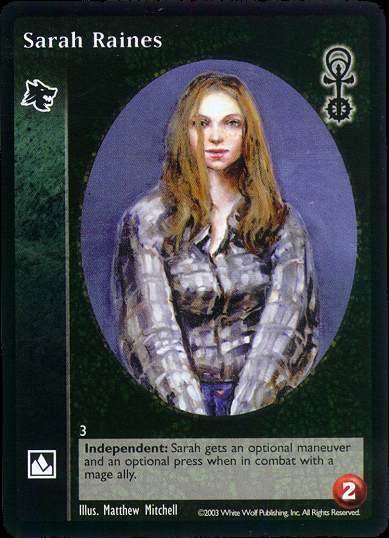 Sarah Raines
3
Independent: Sarah gets an optional maneuver
and an optional press when in combat with a
mage ally.
2
Illus. Matthew Mitchell
©2003 White Wolf Publishing, Inc. All Rights Reserved.